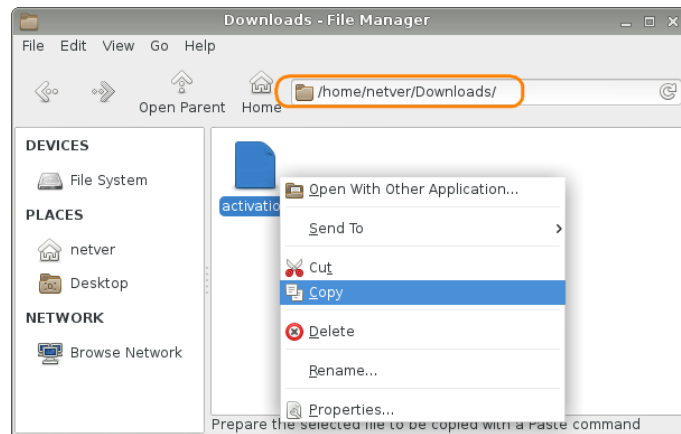 Downloads - File Manager
File Edit View Go Help
Open Parent Home /home/netver/Downloads/
DEVICES
File System
PLACES
netver
Desktop
NETWORK
Browse Network
activatio
Open With Other Application...
Send To
Cut
Copy
Delete
Rename...
Properties...
Prepare the selected file to be copied with a Paste command